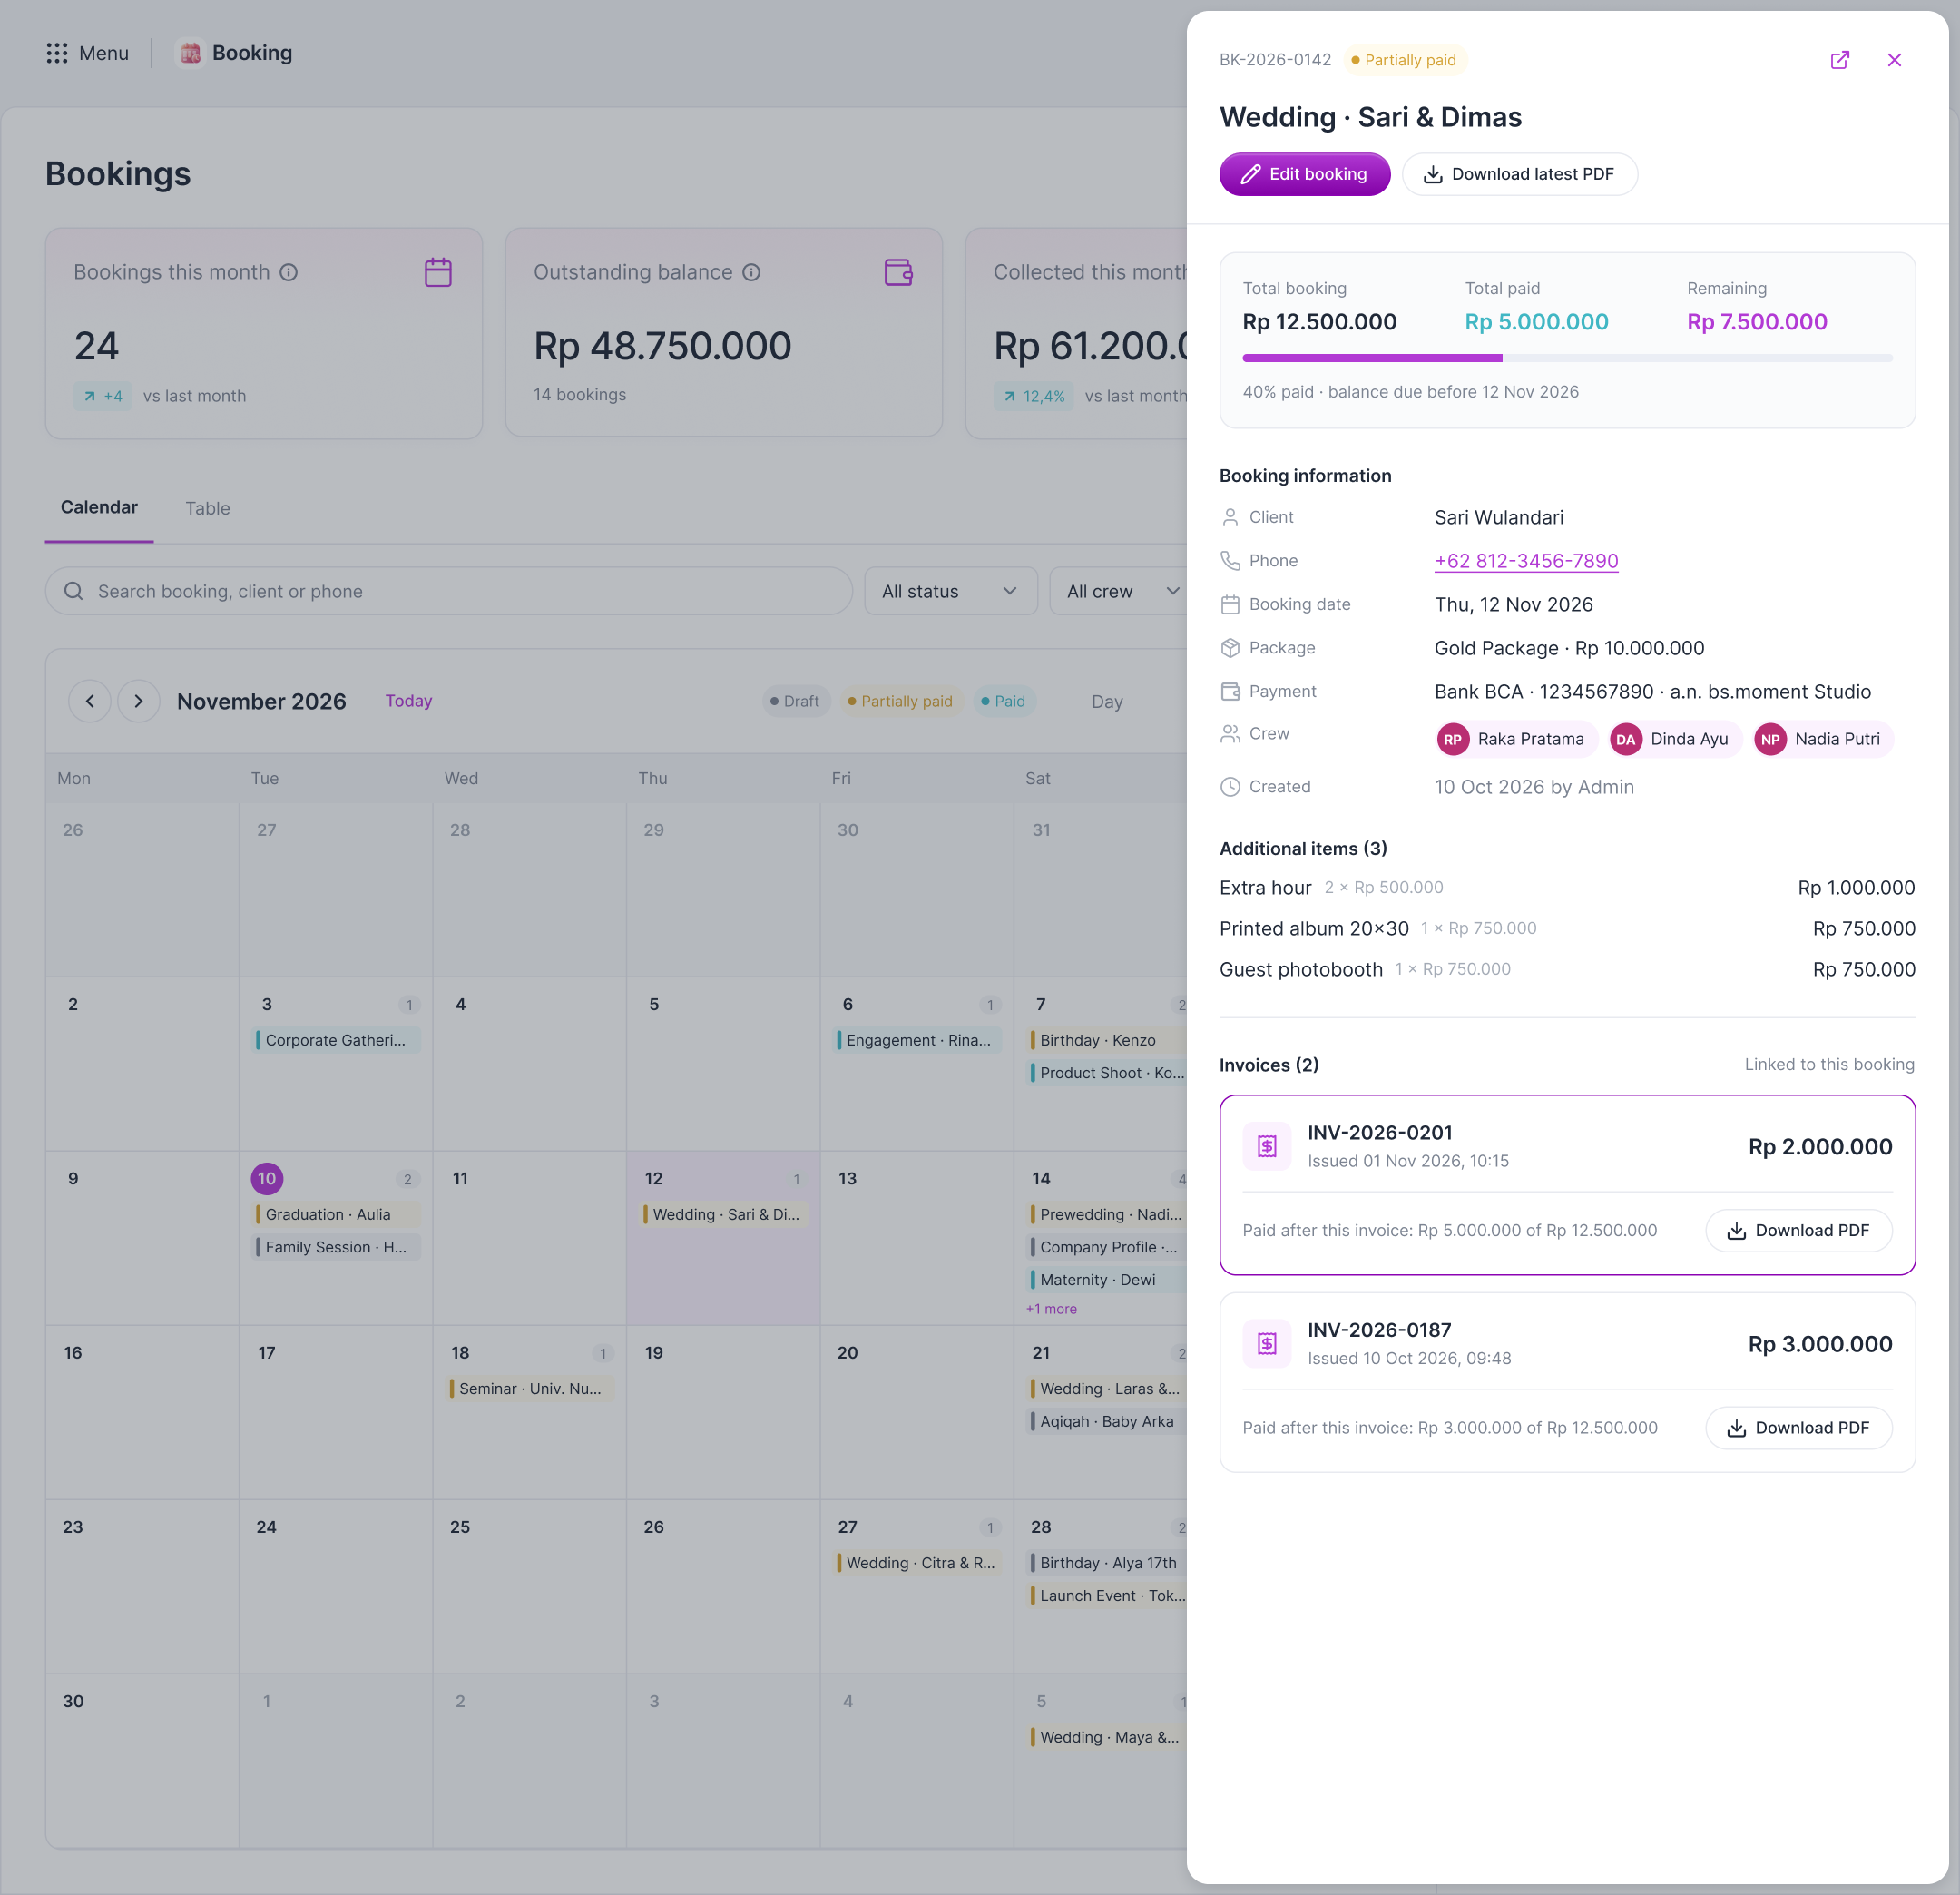 Menu
Booking
Bookings
Bookings this month
24
+4 vs last month
Outstanding balance
Rp 48.750.000
14 bookings
Collected this month
Rp 61.200.0
12,4% vs last month
Calendar
Table
Search booking, client or phone
All status
All crew
November 2026
Today
Draft
Partially paid
Paid
Day
Mon Tue Wed Thu Fri Sat
26 27 28 29 30 31
2
3 1
Corporate Gatheri...
4
5
6 1
Engagement · Rina...
7 2
Birthday · Kenzo
Product Shoot · Ko...
9
10 2
Graduation · Aulia
Family Session · H...
11
12 1
Wedding · Sari & Di...
13
14 4
Prewedding · Nadi...
Company Profile ·...
Maternity · Dewi
+1 more
16
17
18 1
Seminar · Univ. Nu...
19
20
21 2
Wedding · Laras &...
Aqiqah · Baby Arka
23
24
25
26
27 1
Wedding · Citra & R...
28 2
Birthday · Alya 17th
Launch Event · Tok...
30
1
2
3
4
5 1
Wedding · Maya &...
BK-2026-0142
Partially paid
Wedding · Sari & Dimas
Edit booking
Download latest PDF
Total booking
Rp 12.500.000
Total paid
Rp 5.000.000
Remaining
Rp 7.500.000
40% paid · balance due before 12 Nov 2026
Booking information
Client Sari Wulandari
Phone +62 812-3456-7890
Booking date Thu, 12 Nov 2026
Package Gold Package · Rp 10.000.000
Payment Bank BCA · 1234567890 · a.n. bs.moment Studio
Crew RP Raka Pratama DA Dinda Ayu NP Nadia Putri
Created 10 Oct 2026 by Admin
Additional items (3)
Extra hour 2 × Rp 500.000 Rp 1.000.000
Printed album 20×30 1 × Rp 750.000 Rp 750.000
Guest photobooth 1 × Rp 750.000 Rp 750.000
Invoices (2) Linked to this booking
INV-2026-0201
Issued 01 Nov 2026, 10:15
Rp 2.000.000
Paid after this invoice: Rp 5.000.000 of Rp 12.500.000
Download PDF
INV-2026-0187
Issued 10 Oct 2026, 09:48
Rp 3.000.000
Paid after this invoice: Rp 3.000.000 of Rp 12.500.000
Download PDF